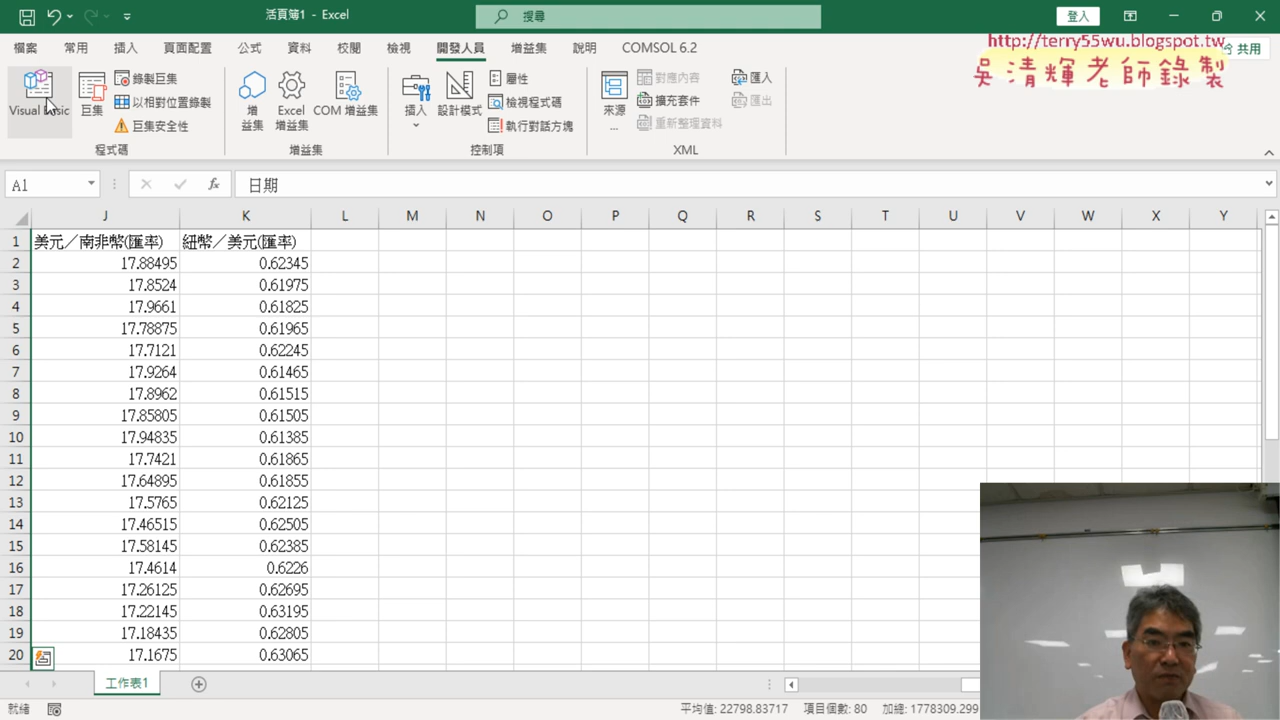 活頁簿1 - Excel
搜尋
登入
http://terry55wu.blogspot.tw
吳清輝老師錄製
檔案 常用 插入 頁面配置 公式 資料 校閱 檢視 開發人員 增益集 說明 COMSOL 6.2 共用
Visual Basic
巨集
錄製巨集
以相對位置錄製
巨集安全性
程式碼
增益集
Excel 增益集
COM 增益集
增益集
插入
設計模式
屬性
檢視程式碼
執行對話方塊
控制項
來源...
對應內容
擴充套件
重新整理資料
匯入
匯出
XML
A1 fx 日期
J K L M N O P Q R S T U V W X Y
1 美元／南非幣(匯率) 紐幣／美元(匯率)
2 17.88495 0.62345
3 17.8524 0.61975
4 17.9661 0.61825
5 17.78875 0.61965
6 17.7121 0.62245
7 17.9264 0.61465
8 17.8962 0.61515
9 17.85805 0.61505
10 17.94835 0.61385
11 17.7421 0.61865
12 17.64895 0.61855
13 17.5765 0.62125
14 17.46515 0.62505
15 17.58145 0.62385
16 17.4614 0.6226
17 17.26125 0.62695
18 17.22145 0.63195
19 17.18435 0.62805
20 17.1675 0.63065
工作表1
就緒
平均值: 22798.83717 項目個數: 80 加總: 1778309.299